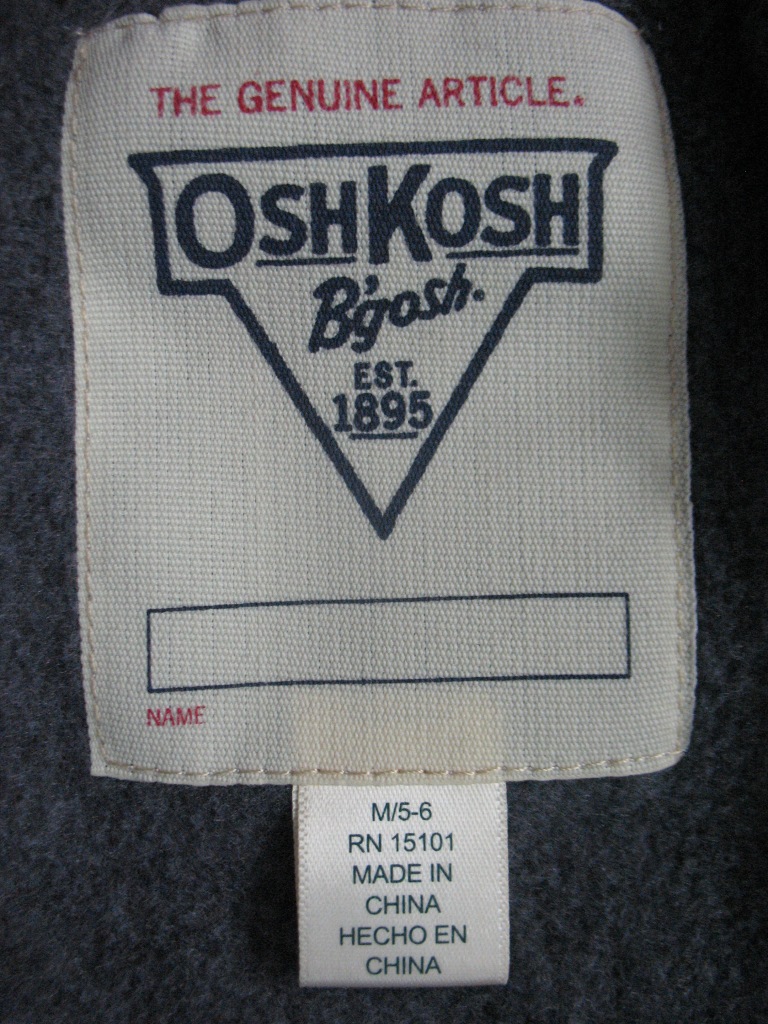 THE GENUINE ARTICLE.
OSHKOSH
B'gosh.
EST.
1895
NAME
M/5-6
RN 15101
MADE IN
CHINA
HECHO EN
CHINA